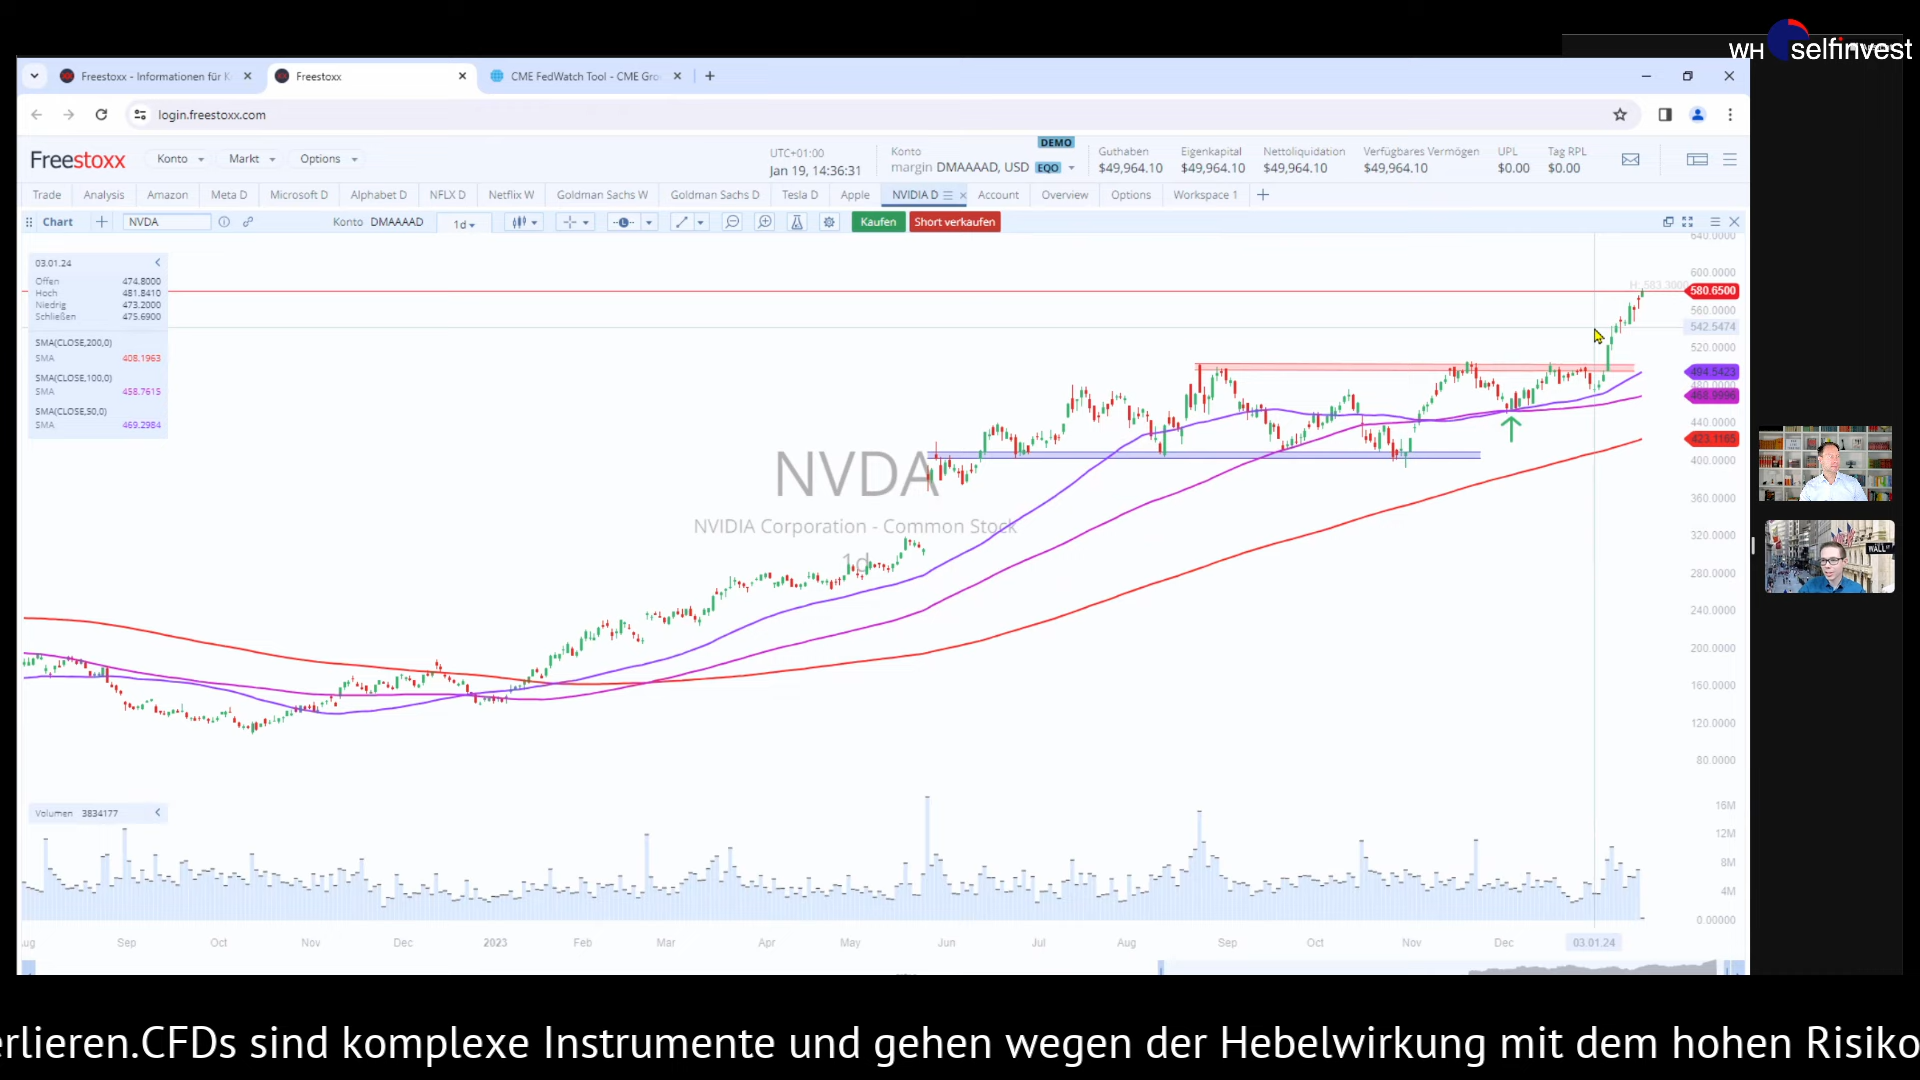 WH selfinvest
Freestoxx - Informationen für K
Freestoxx
CME FedWatch Tool - CME Gro
login.freestoxx.com
Freestoxx
Konto
Markt
Options
UTC+01:00
Jan 19, 14:36:31
Konto
DEMO
margin DMAAAAD, USD EQO
Guthaben
$49,964.10
Eigenkapital
$49,964.10
Nettoliquidation
$49,964.10
Verfügbares Vermögen
$49,964.10
UPL
$0.00
Tag RPL
$0.00
Trade Analysis Amazon Meta D Microsoft D Alphabet D NFLX D Netflix W Goldman Sachs W Goldman Sachs D Tesla D Apple NVIDIA D Account Overview Options Workspace 1
Chart NVDA Konto DMAAAAD 1d Kaufen Short verkaufen
03.01.24
Offen 474.8000
Hoch 481.8410
Niedrig 473.2000
Schließen 475.6900
SMA(CLOSE,200,0)
SMA 408.1963
SMA(CLOSE,100,0)
SMA 458.7615
SMA(CLOSE,50,0)
SMA 469.2984
NVDA
NVIDIA Corporation - Common Stock
1d
640.0000
600.0000
H: 583.3000
580.6500
560.0000
542.5474
520.0000
494.5423
480.0000
468.9996
440.0000
423.1165
400.0000
360.0000
320.0000
280.0000
240.0000
200.0000
160.0000
120.0000
80.0000
Volumen 3834177
16M
12M
8M
4M
0.00000
ug Sep Oct Nov Dec 2023 Feb Mar Apr May Jun Jul Aug Sep Oct Nov Dec 03.01.24
WALL
erlieren.CFDs sind komplexe Instrumente und gehen wegen der Hebelwirkung mit dem hohen Risiko